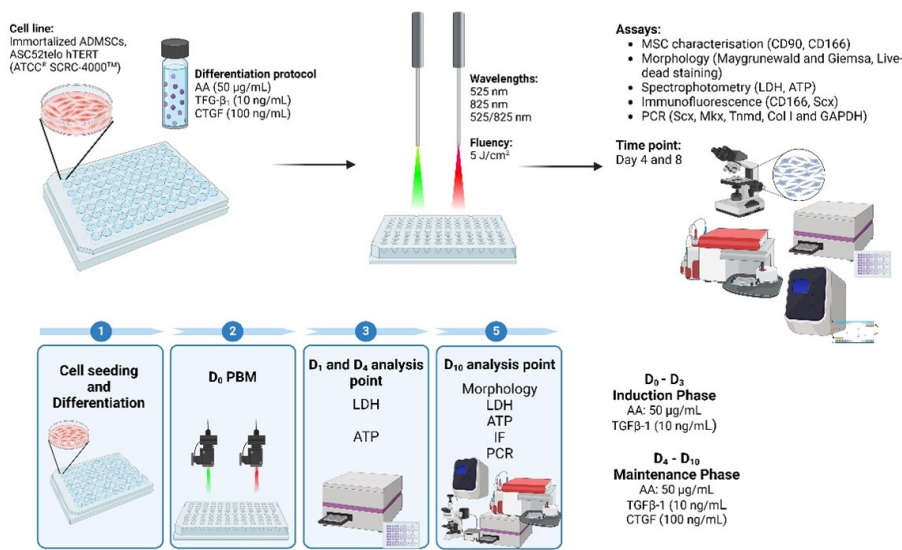 Cell line:
Immortalized ADMSCs,
ASC52telo hTERT
(ATCC® SCRC-4000™)
Differentiation protocol
AA (50 µg/mL)
TFG-β₁ (10 ng/mL)
CTGF (100 ng/mL)
Wavelengths:
525 nm
825 nm
525/825 nm
Fluency:
5 J/cm²
Assays:
• MSC characterisation (CD90, CD166)
• Morphology (Maygrunewald and Giemsa, Live-
dead staining)
• Spectrophotometry (LDH, ATP)
• Immunofluorescence (CD166, Scx)
• PCR (Scx, Mkx, Tnmd, Col I and GAPDH)
Time point:
Day 4 and 8
1
Cell seeding
and
Differentiation
2
D₀ PBM
3
D₁ and D₄ analysis
point
LDH
ATP
5
D₁₀ analysis point
Morphology
LDH
ATP
IF
PCR
D₀ - D₃
Induction Phase
AA: 50 µg/mL
TGFβ-1 (10 ng/mL)
D₄ - D₁₀
Maintenance Phase
AA: 50 µg/mL
TGFβ-1 (10 ng/mL
CTGF (100 ng/mL)